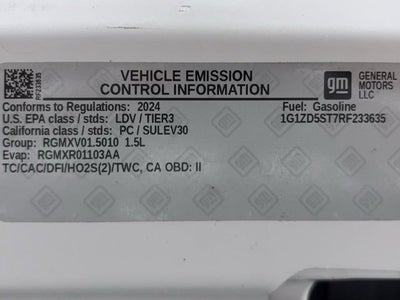 RF233635
VEHICLE EMISSION
CONTROL INFORMATION
gm
GENERAL
MOTORS
LLC
Conforms to Regulations: 2024
Fuel: Gasoline
U.S. EPA class / stds: LDV / TIER3
1G1ZD5ST7RF233635
California class / stds: PC / SULEV30
Group: RGMXV01.5010 1.5L
Evap: RGMXR01103AA
TC/CAC/DFI/HO2S(2)/TWC, CA OBD: II